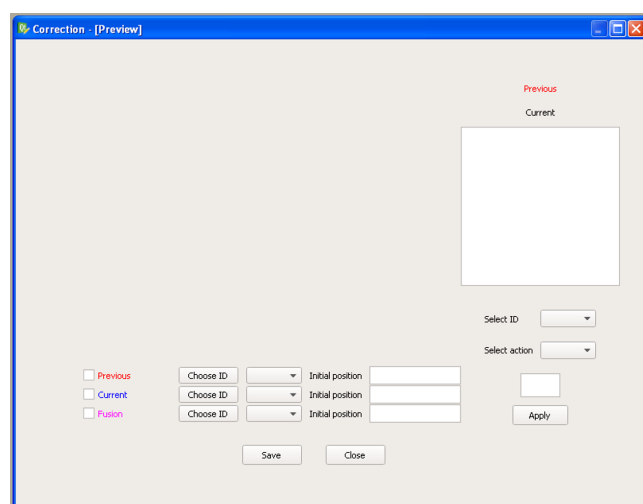 Correction - [Preview]
Previous
Current
Select ID
Select action
Previous Choose ID Initial position
Current Choose ID Initial position
Fusion Choose ID Initial position
Apply
Save Close